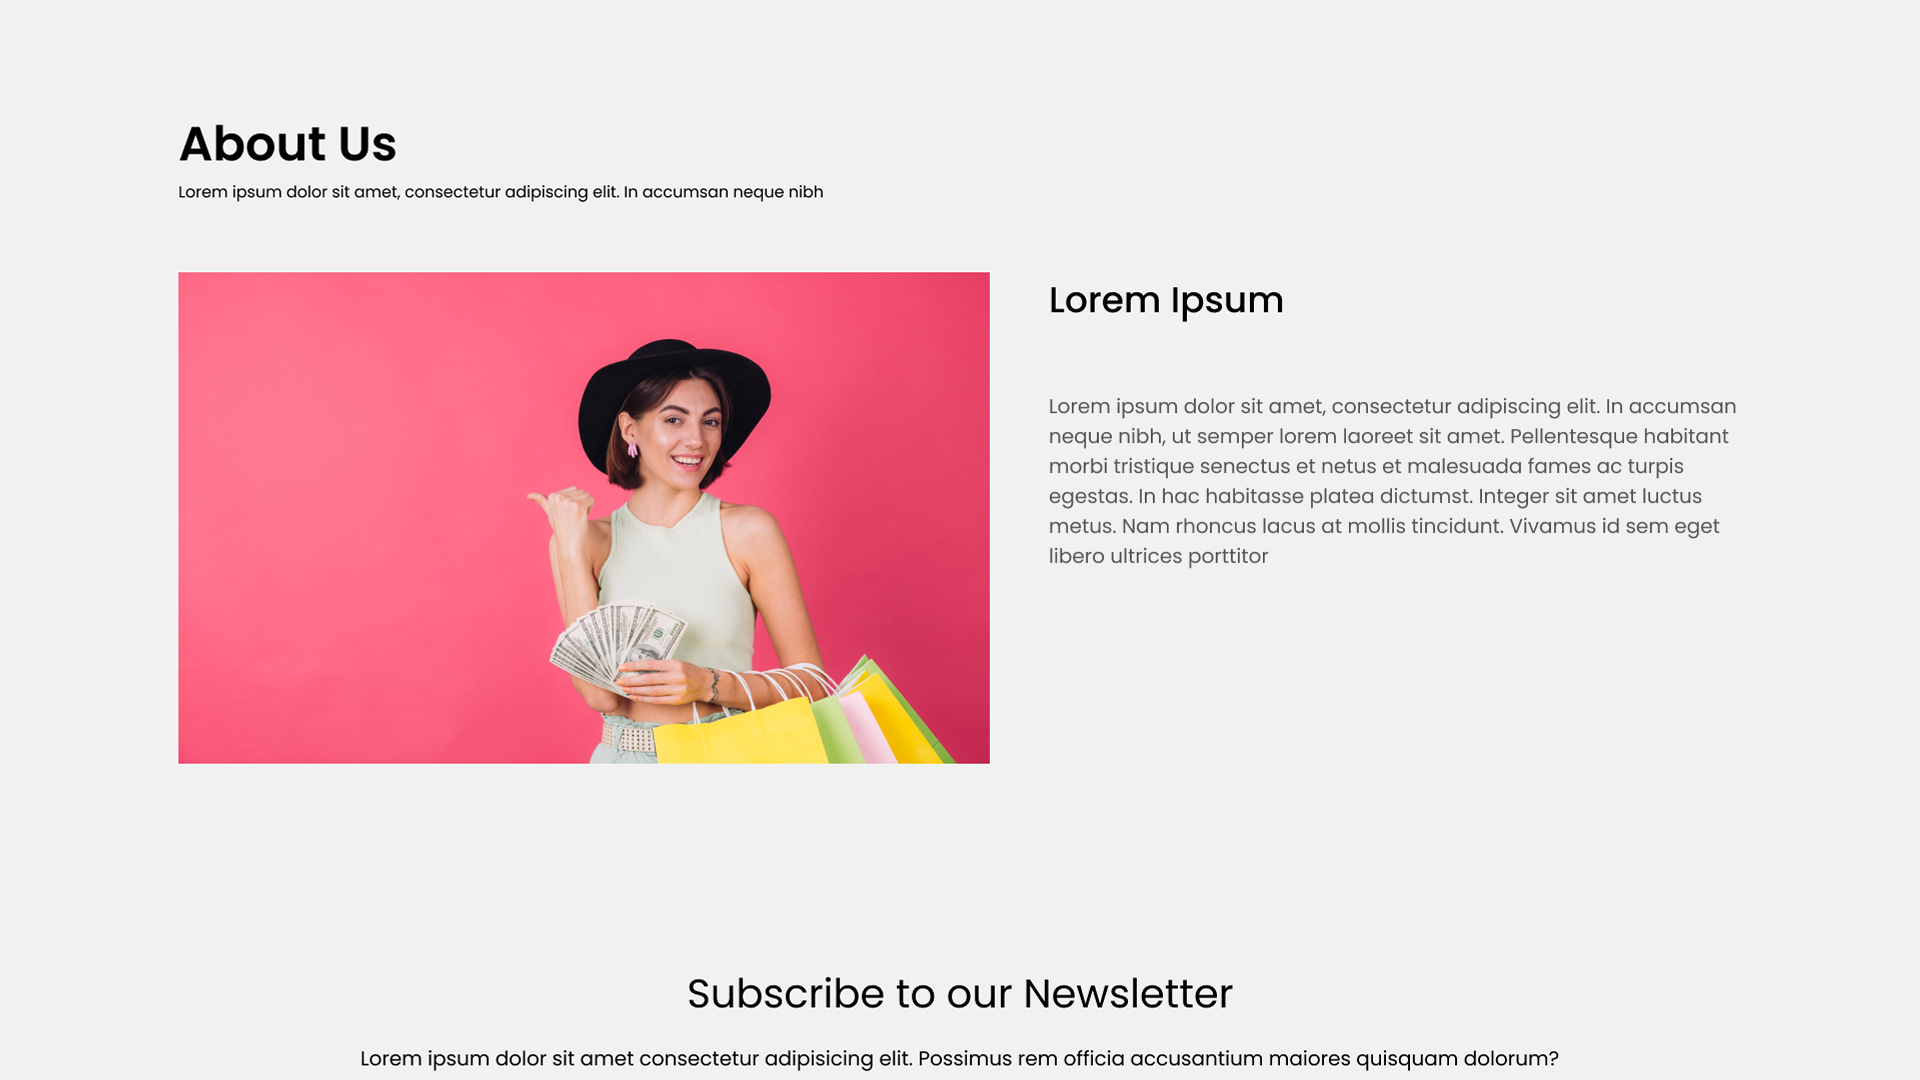 About Us
Lorem ipsum dolor sit amet, consectetur adipiscing elit. In accumsan neque nibh
Lorem Ipsum
Lorem ipsum dolor sit amet, consectetur adipiscing elit. In accumsan
neque nibh, ut semper lorem laoreet sit amet. Pellentesque habitant
morbi tristique senectus et netus et malesuada fames ac turpis
egestas. In hac habitasse platea dictumst. Integer sit amet luctus
metus. Nam rhoncus lacus at mollis tincidunt. Vivamus id sem eget
libero ultrices porttitor
Subscribe to our Newsletter
Lorem ipsum dolor sit amet consectetur adipisicing elit. Possimus rem officia accusantium maiores quisquam dolorum?